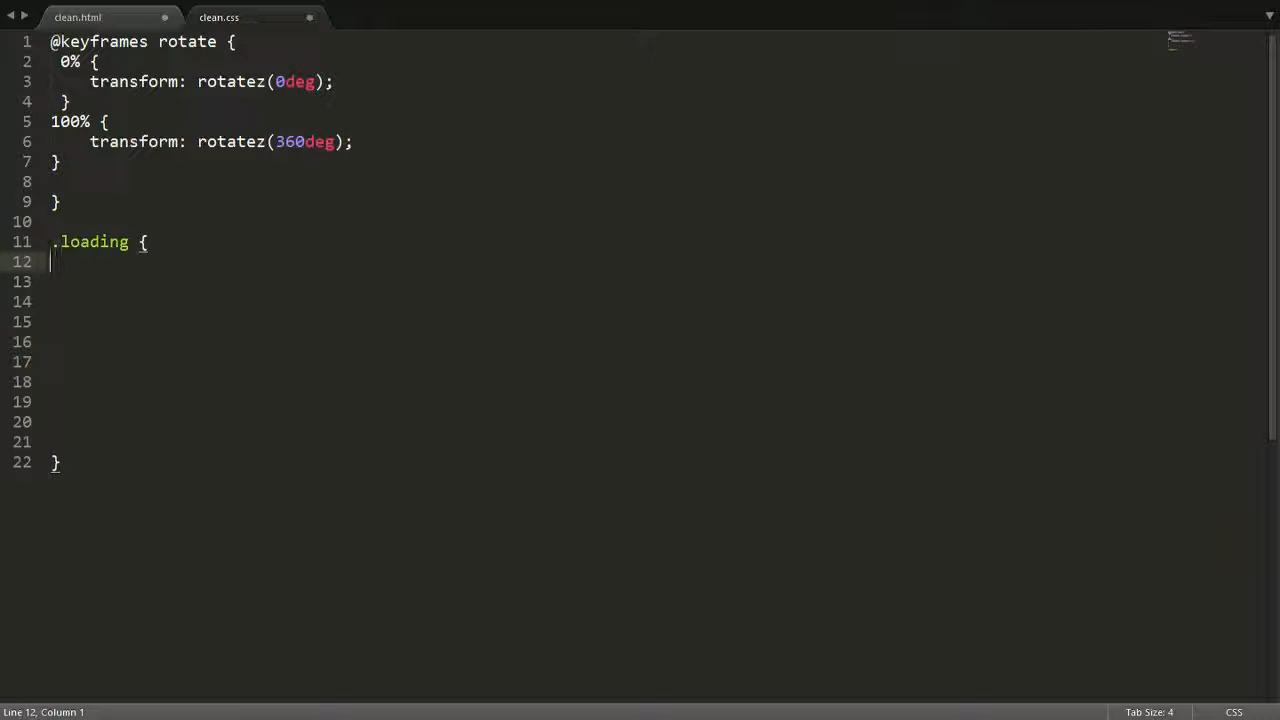 clean.html
clean.css
1 @keyframes rotate {
2 0% {
3 transform: rotatez(0deg);
4 }
5 100% {
6 transform: rotatez(360deg);
7 }
8
9 }
10
11 .loading {
12
13
14
15
16
17
18
19
20
21
22 }
Line 12, Column 1
Tab Size: 4
CSS